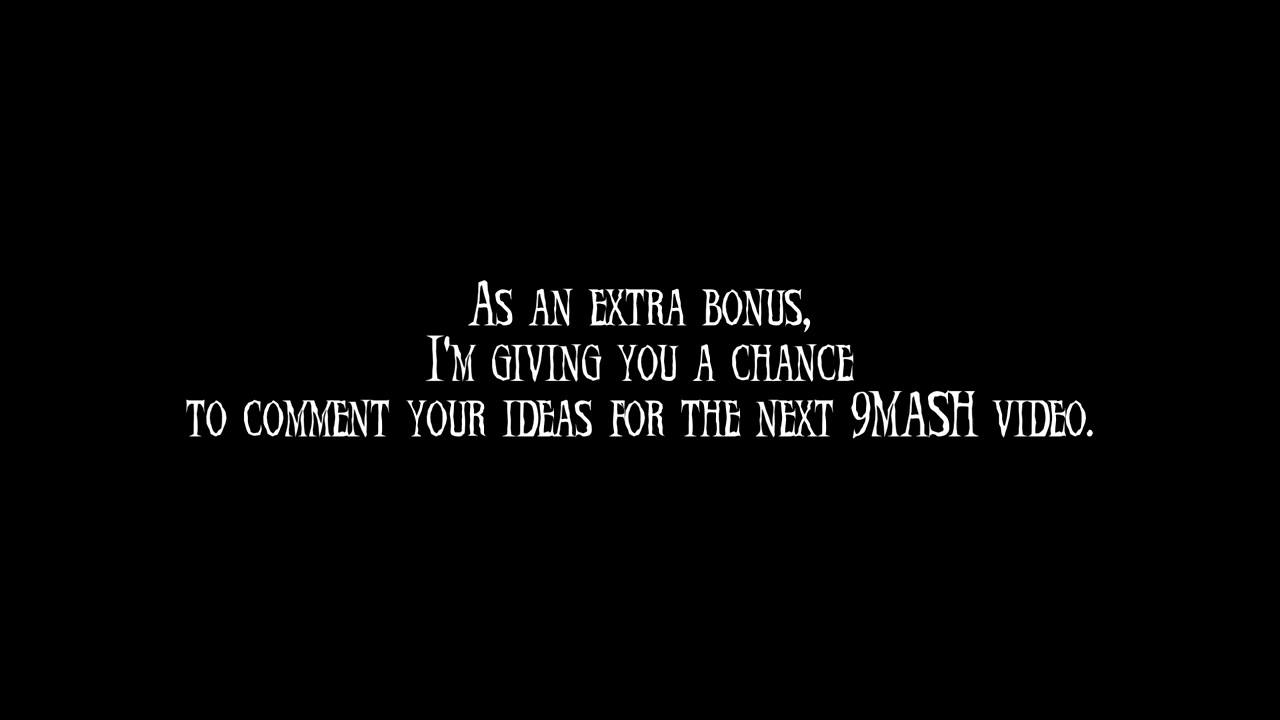 As an extra bonus,
I'm giving you a chance
to comment your ideas for the next 9MASH video.